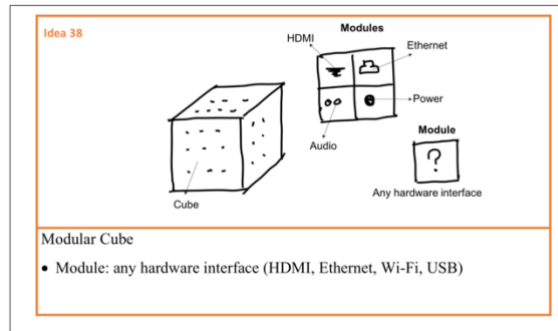 Idea 38
Modules
HDMI
Ethernet
Power
Audio
Module
?
Any hardware interface
Cube
Modular Cube
• Module: any hardware interface (HDMI, Ethernet, Wi-Fi, USB)